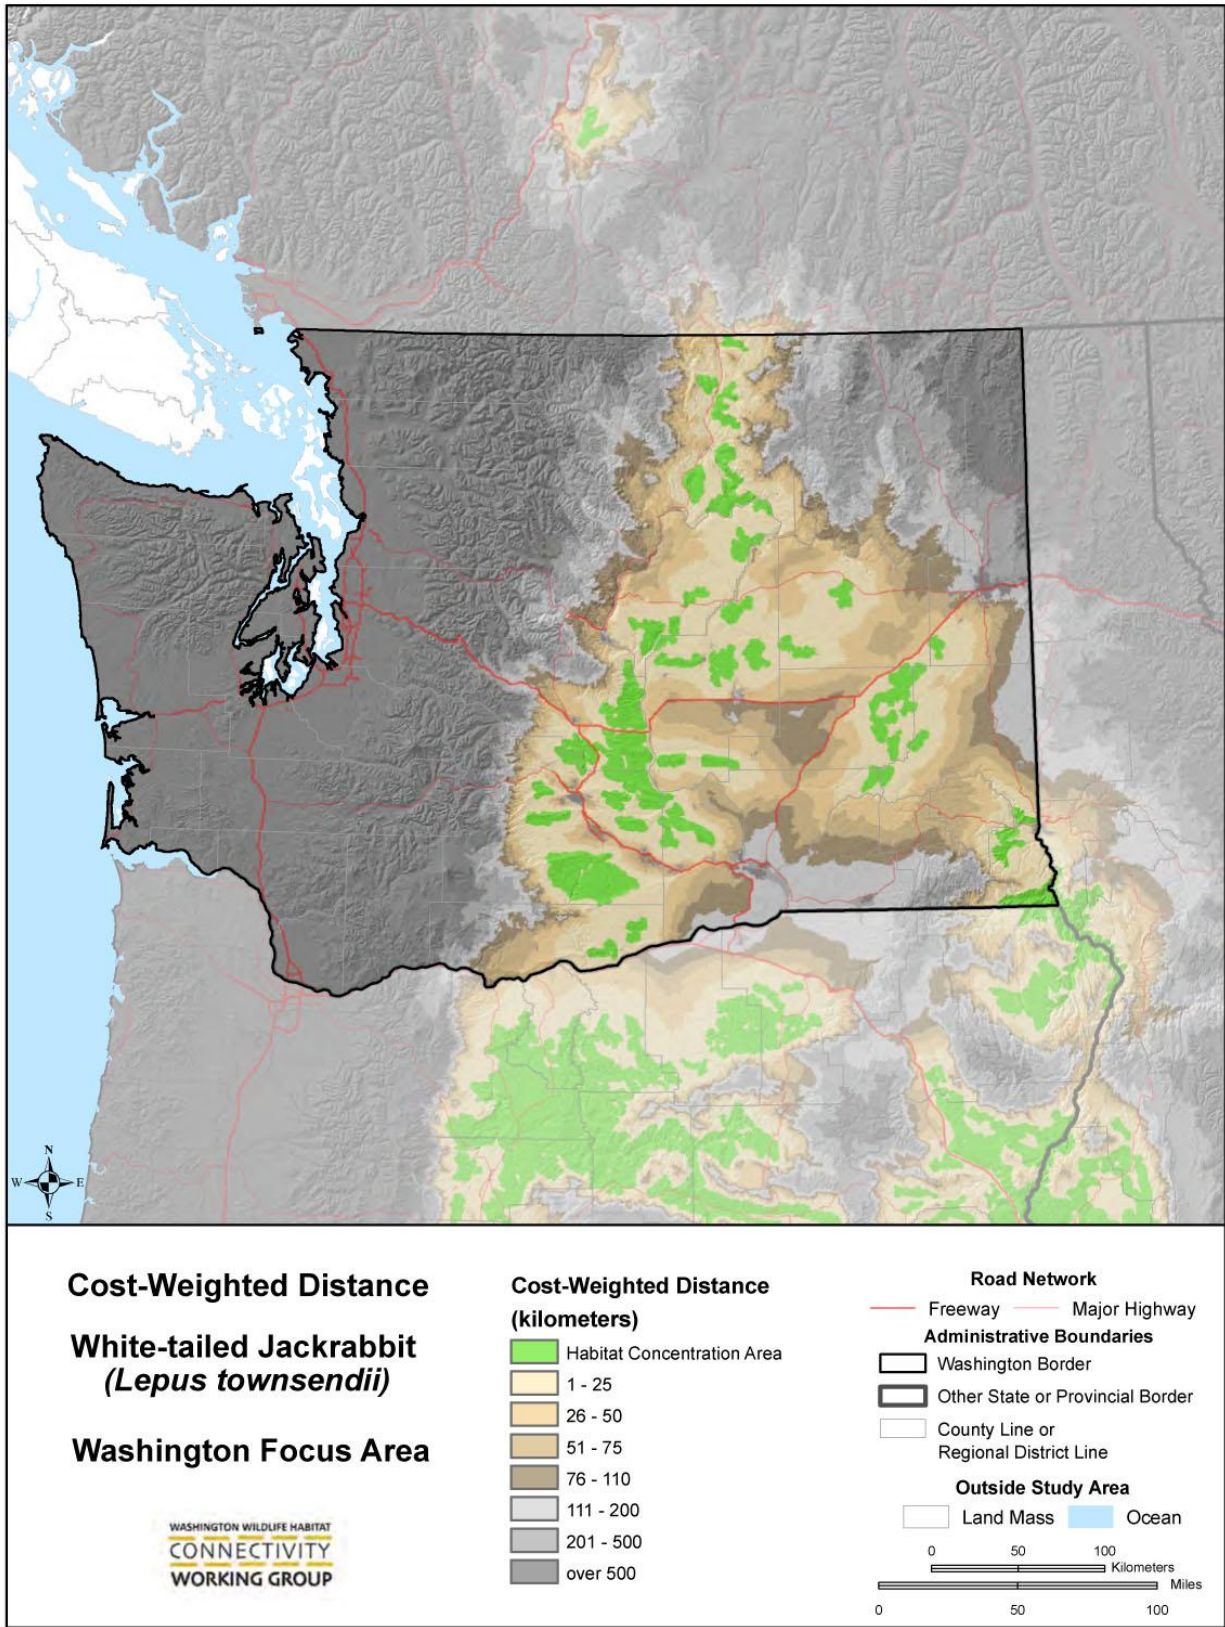 N
W
E
S
Cost-Weighted Distance
White-tailed Jackrabbit
(Lepus townsendii)
Washington Focus Area
WASHINGTON WILDLIFE HABITAT
CONNECTIVITY
WORKING GROUP
Cost-Weighted Distance
(kilometers)
Habitat Concentration Area
1 - 25
26 - 50
51 - 75
76 - 110
111 - 200
201 - 500
over 500
Road Network
Freeway
Major Highway
Administrative Boundaries
Washington Border
Other State or Provincial Border
County Line or
Regional District Line
Outside Study Area
Land Mass
Ocean
0 50 100
Kilometers
Miles
0 50 100